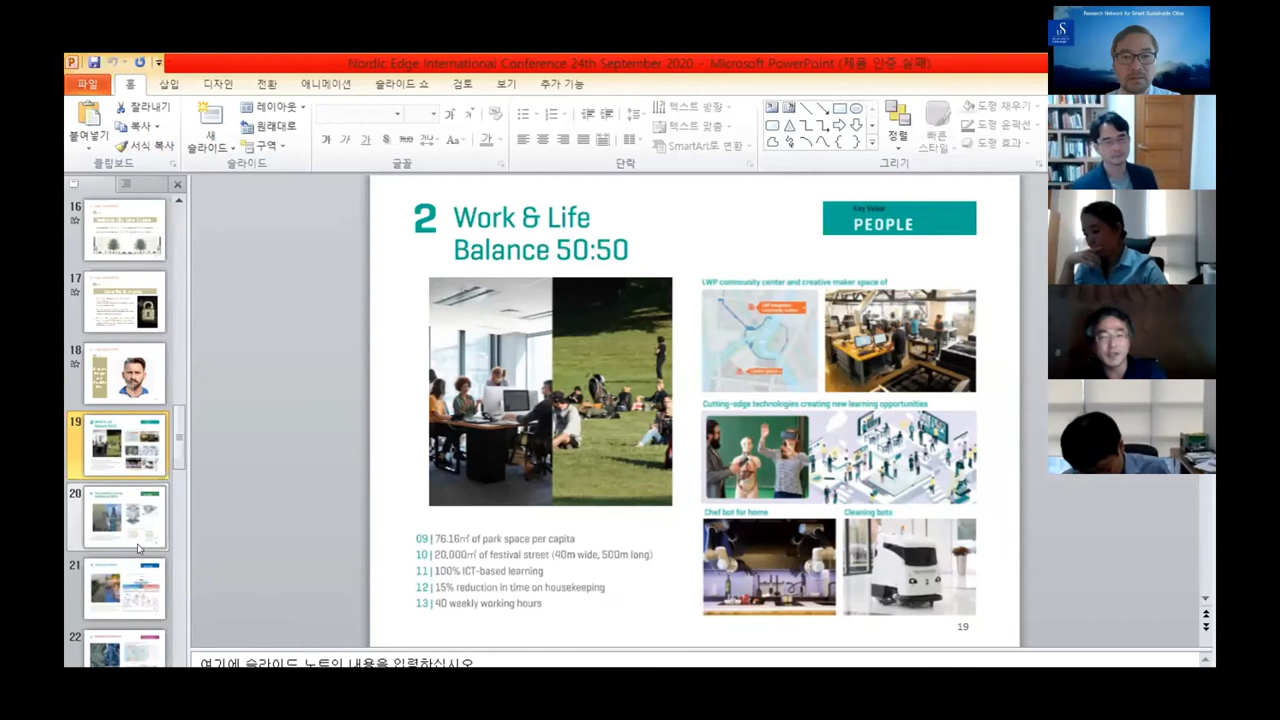 Research Network for Smart Sustainable Cities
Nordic Edge International Conference 24th September 2020 - Microsoft PowerPoint (제품 인증 실패)
파일 홈 삽입 디자인 전환 애니메이션 슬라이드 쇼 검토 보기 추가 기능
붙여넣기
잘라내기
복사
서식 복사
클립보드
새 슬라이드
레이아웃
원래대로
구역
슬라이드
글꼴
텍스트 방향
텍스트 맞춤
SmartArt로 변환
단락
정렬
빠른 스타일
도형 채우기
도형 윤곽선
도형 효과
그리기
16
17
18
19
20
21
22
2 Work & Life
Balance 50:50
Key Value
PEOPLE
LWP community center and creative maker space of
Cutting-edge technologies creating new learning opportunities
Chef bot for home
Cleaning bots
09 | 76.16㎡ of park space per capita
10 | 20,000㎡ of festival street (40m wide, 500m long)
11 | 100% ICT-based learning
12 | 15% reduction in time on housekeeping
13 | 40 weekly working hours
19
여기에 슬라이드 노트의 내용을 입력하십시오